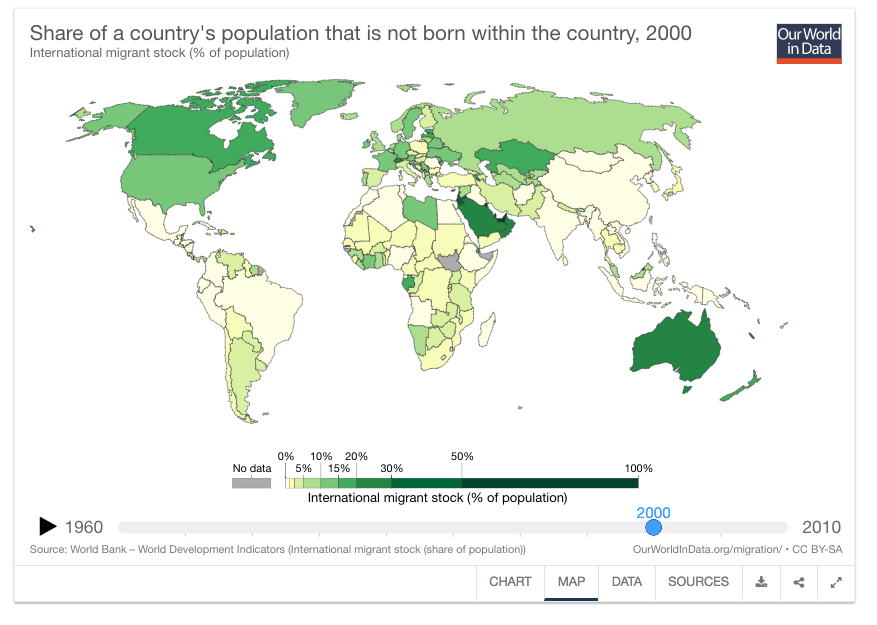 Share of a country's population that is not born within the country, 2000
International migrant stock (% of population)
Our World
in Data
0% 10% 20% 50% 100%
No data 5% 15% 30%
International migrant stock (% of population)
2000
1960 2010
Source: World Bank – World Development Indicators (International migrant stock (share of population))
OurWorldInData.org/migration/ • CC BY-SA
CHART MAP DATA SOURCES